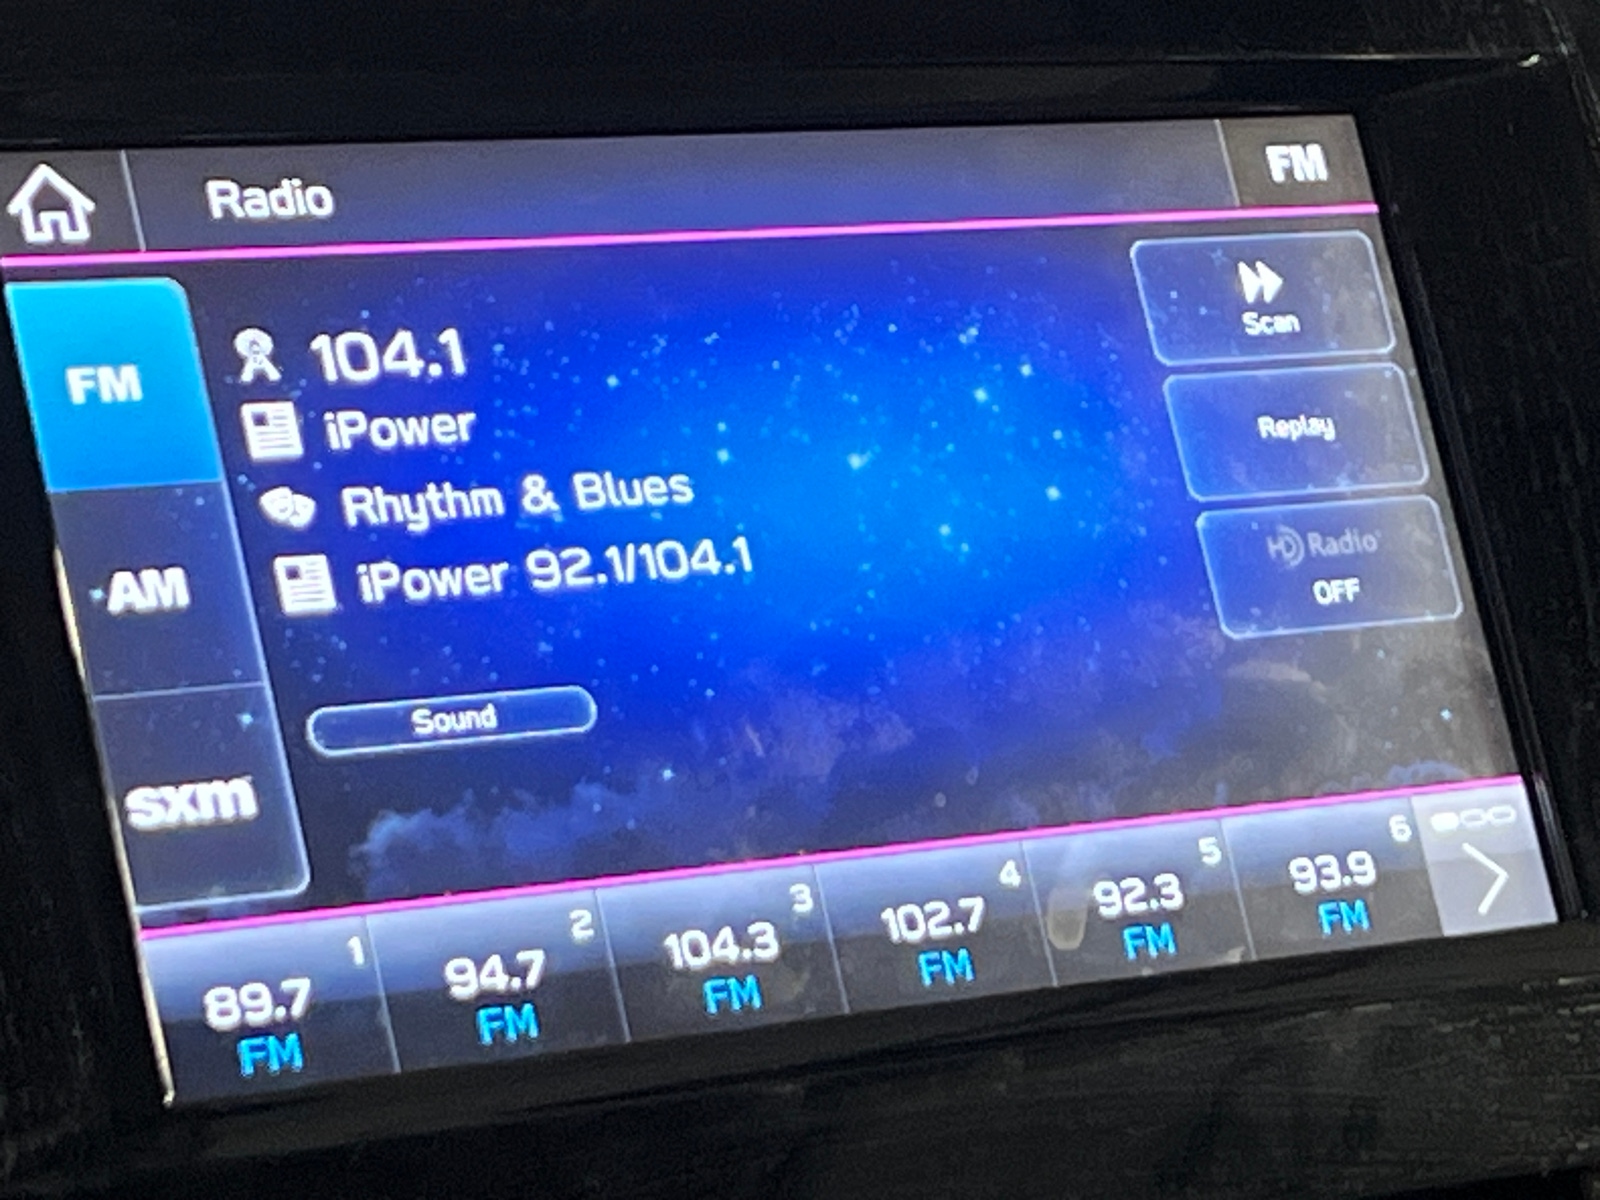 Radio
FM
FM
AM
sxm
104.1
iPower
Rhythm & Blues
iPower 92.1/104.1
Sound
Scan
Replay
HD Radio
OFF
1
89.7
FM
2
94.7
FM
3
104.3
FM
4
102.7
FM
5
92.3
FM
6
93.9
FM